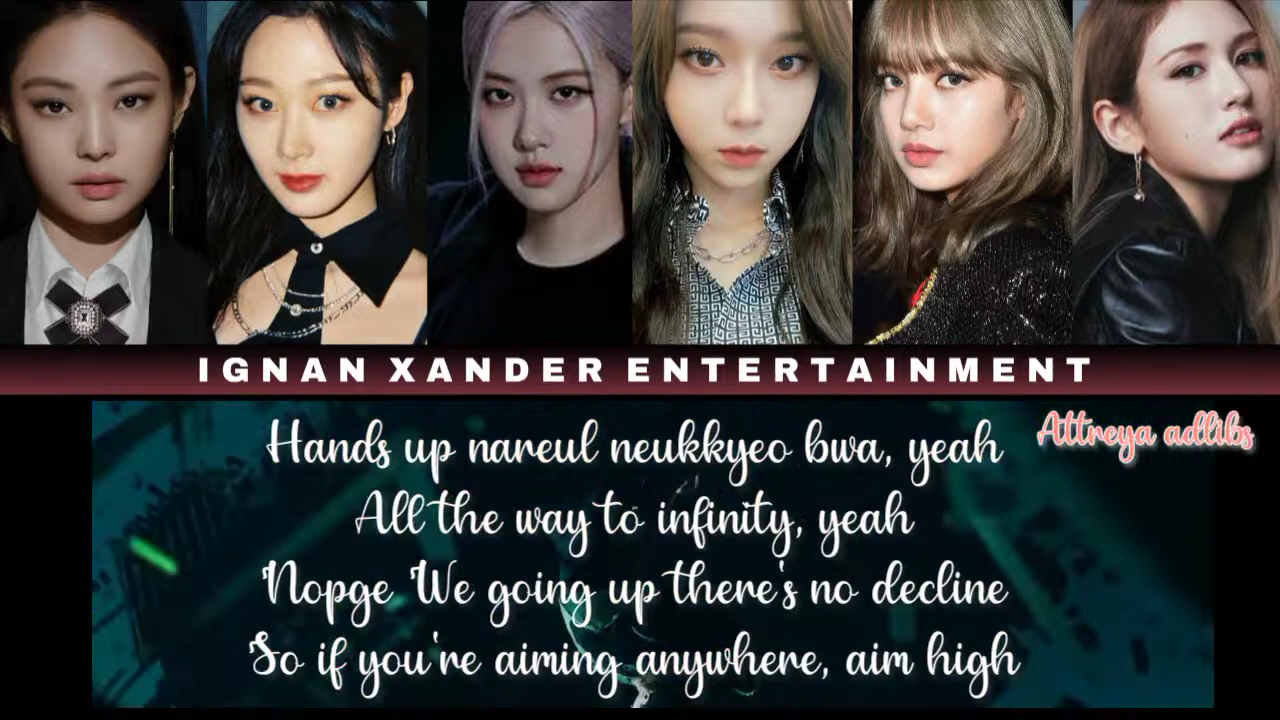 IGNAN XANDER ENTERTAINMENT
Attreya adlibs
Hands up nareul neukkyeo bwa, yeah
All the way to infinity, yeah
Nopge We going up there's no decline
So if you're aiming anywhere, aim high